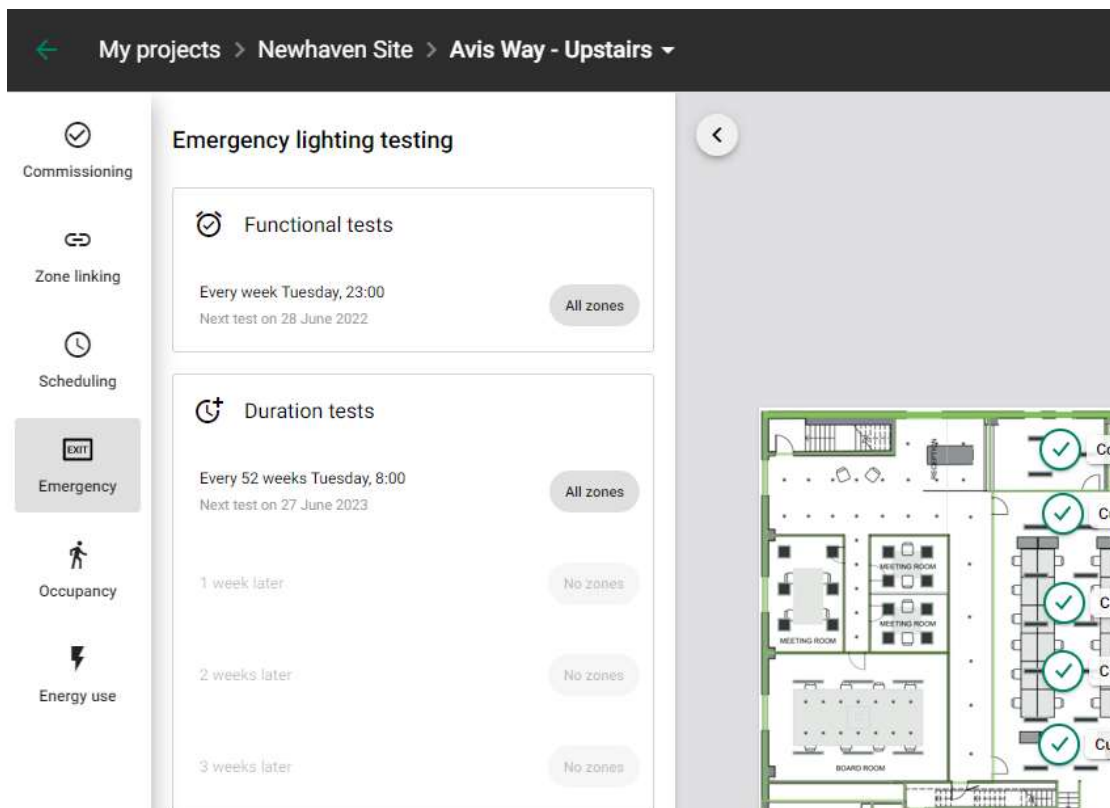 My projects > Newhaven Site > Avis Way - Upstairs
Commissioning
Zone linking
Scheduling
EXIT
Emergency
Occupancy
Energy use
Emergency lighting testing
Functional tests
Every week Tuesday, 23:00
Next test on 28 June 2022
All zones
Duration tests
Every 52 weeks Tuesday, 8:00
Next test on 27 June 2023
All zones
1 week later
No zones
2 weeks later
No zones
3 weeks later
No zones
RECEPTION
MEETING ROOM
MEETING ROOM
MEETING ROOM
BOARD ROOM